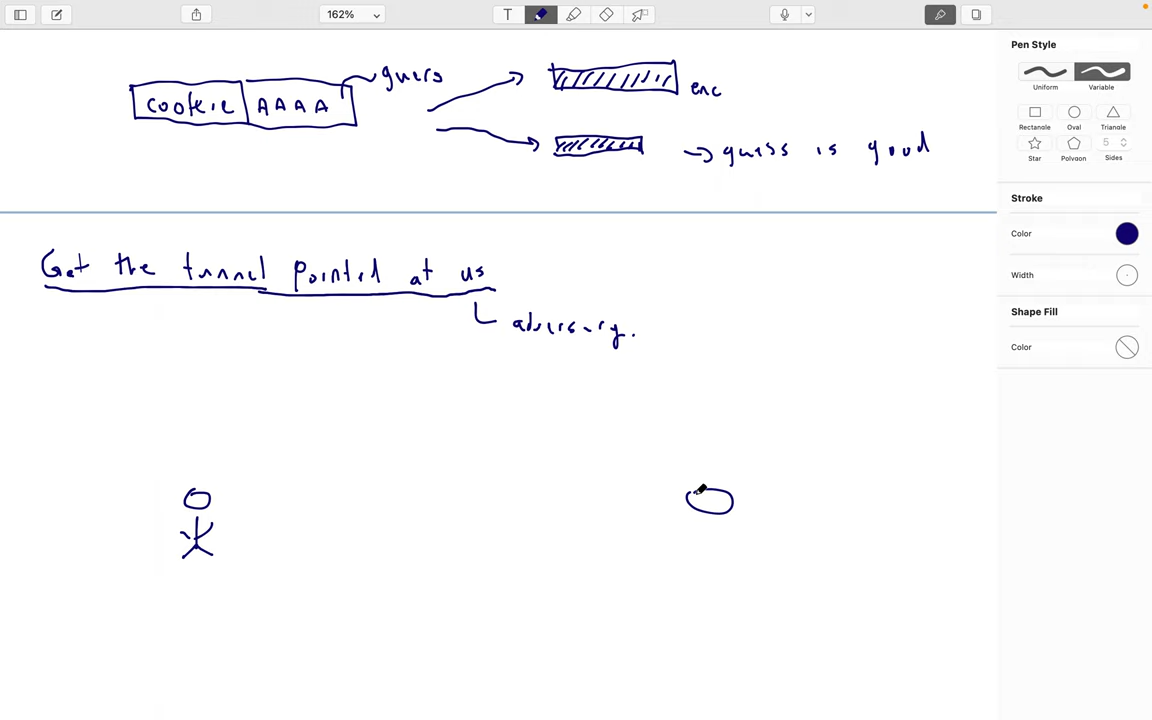 162%
T
Pen Style
Uniform Variable
Rectangle Oval Triangle
Star Polygon 5 Sides
Stroke
Color
Width
Shape Fill
Color
cookie AAAA guess
enc
→ guess is good
Get the tunnel pointed at us
adversary.